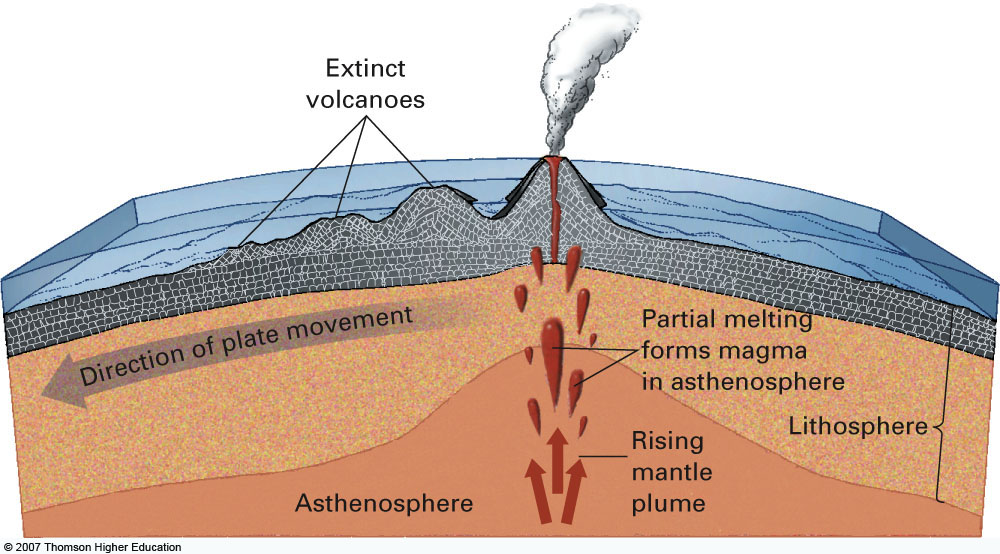 Extinct
volcanoes
Direction of plate movement
Partial melting
forms magma
in asthenosphere
Lithosphere
Rising
mantle
plume
Asthenosphere
© 2007 Thomson Higher Education